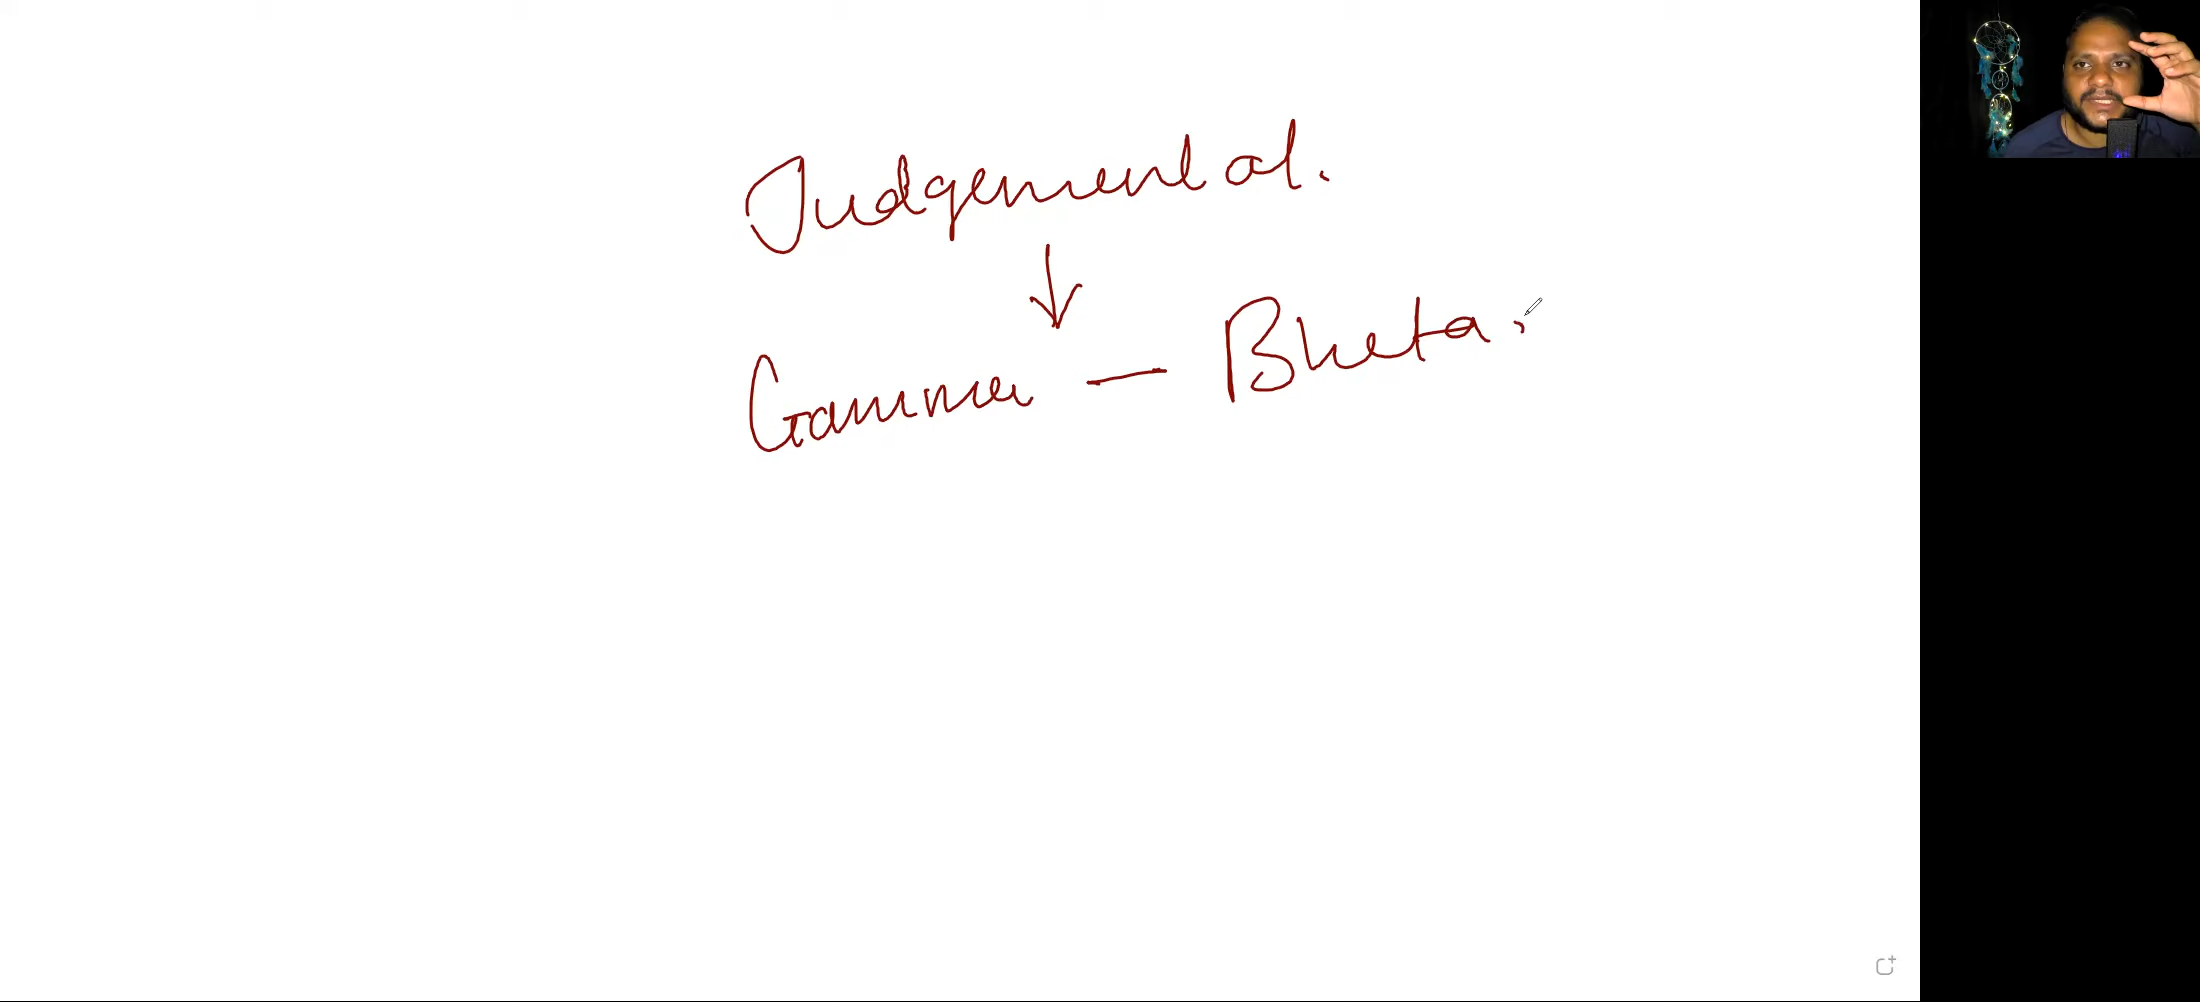 Judgemental.
↓
Gamma — Bheta.